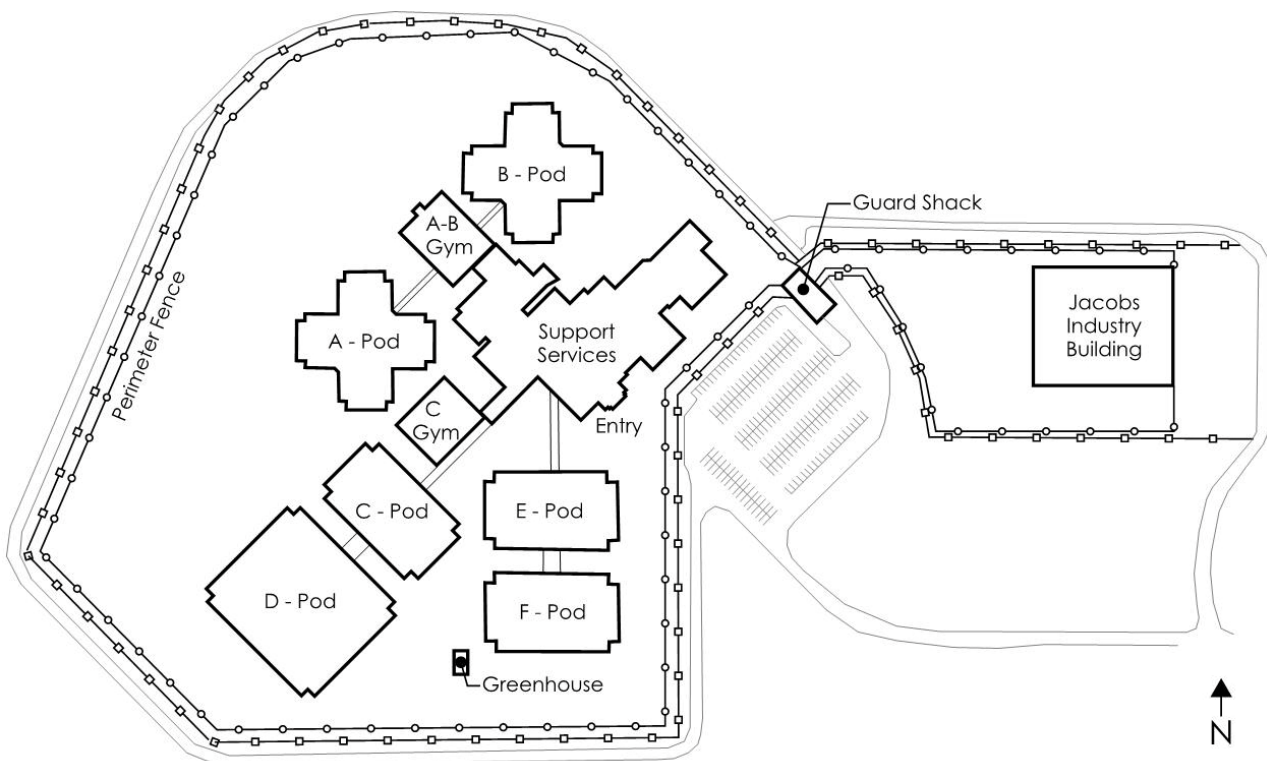 B - Pod
Guard Shack
A-B
Gym
Jacobs
Industry
Building
Perimeter Fence
A - Pod
Support
Services
C
Gym
Entry
C - Pod
E - Pod
D - Pod
F - Pod
Greenhouse
N